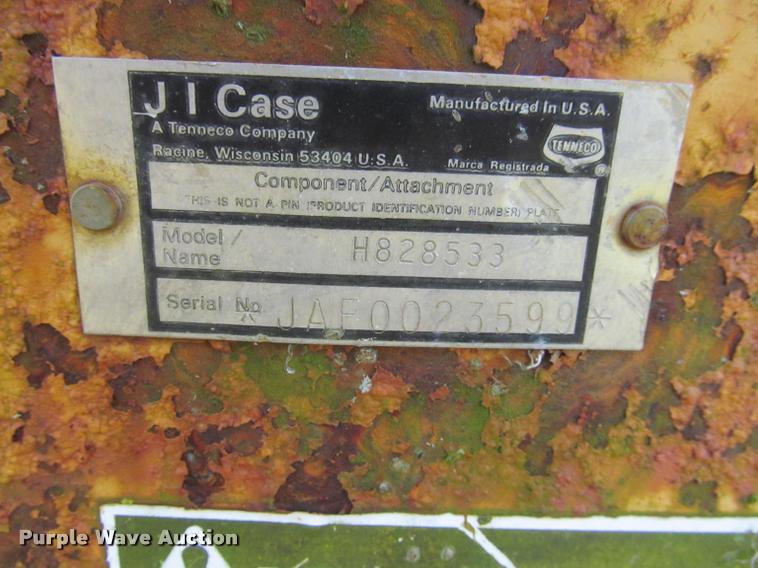 J I Case
Manufactured In U.S.A.
A Tenneco Company
TENNECO
Racine, Wisconsin 53404 U.S.A.
Marca Registrada
®
Component/Attachment
THIS IS NOT A PIN (PRODUCT IDENTIFICATION NUMBER) PLATE
Model/
Name
H828533
Serial No
*JAF0023599*
Purple Wave Auction